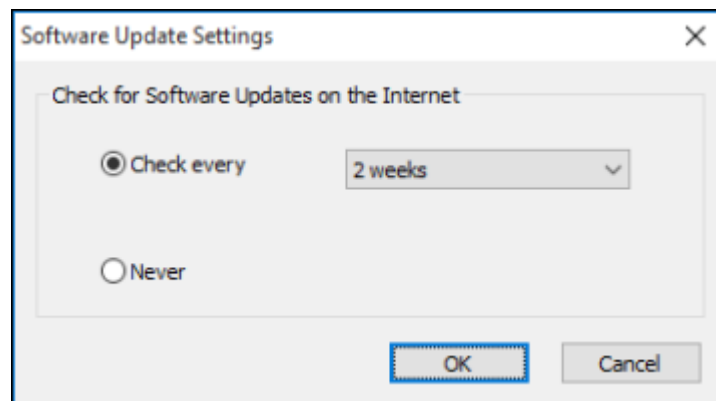 Software Update Settings
Check for Software Updates on the Internet
Check every 2 weeks
Never
OK Cancel